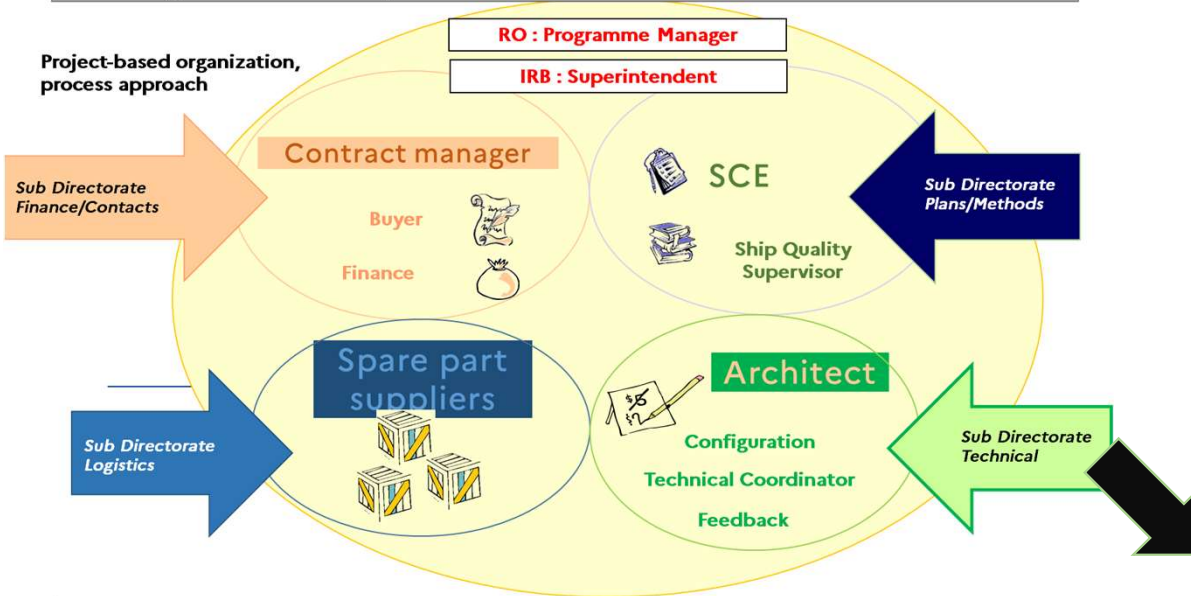 RO : Programme Manager
IRB : Superintendent
Project-based organization,
process approach
Contract manager
Buyer
Finance
Sub Directorate
Finance/Contacts
SCE
Ship Quality
Supervisor
Sub Directorate
Plans/Methods
Spare part
suppliers
Sub Directorate
Logistics
Architect
Configuration
Technical Coordinator
Feedback
Sub Directorate
Technical